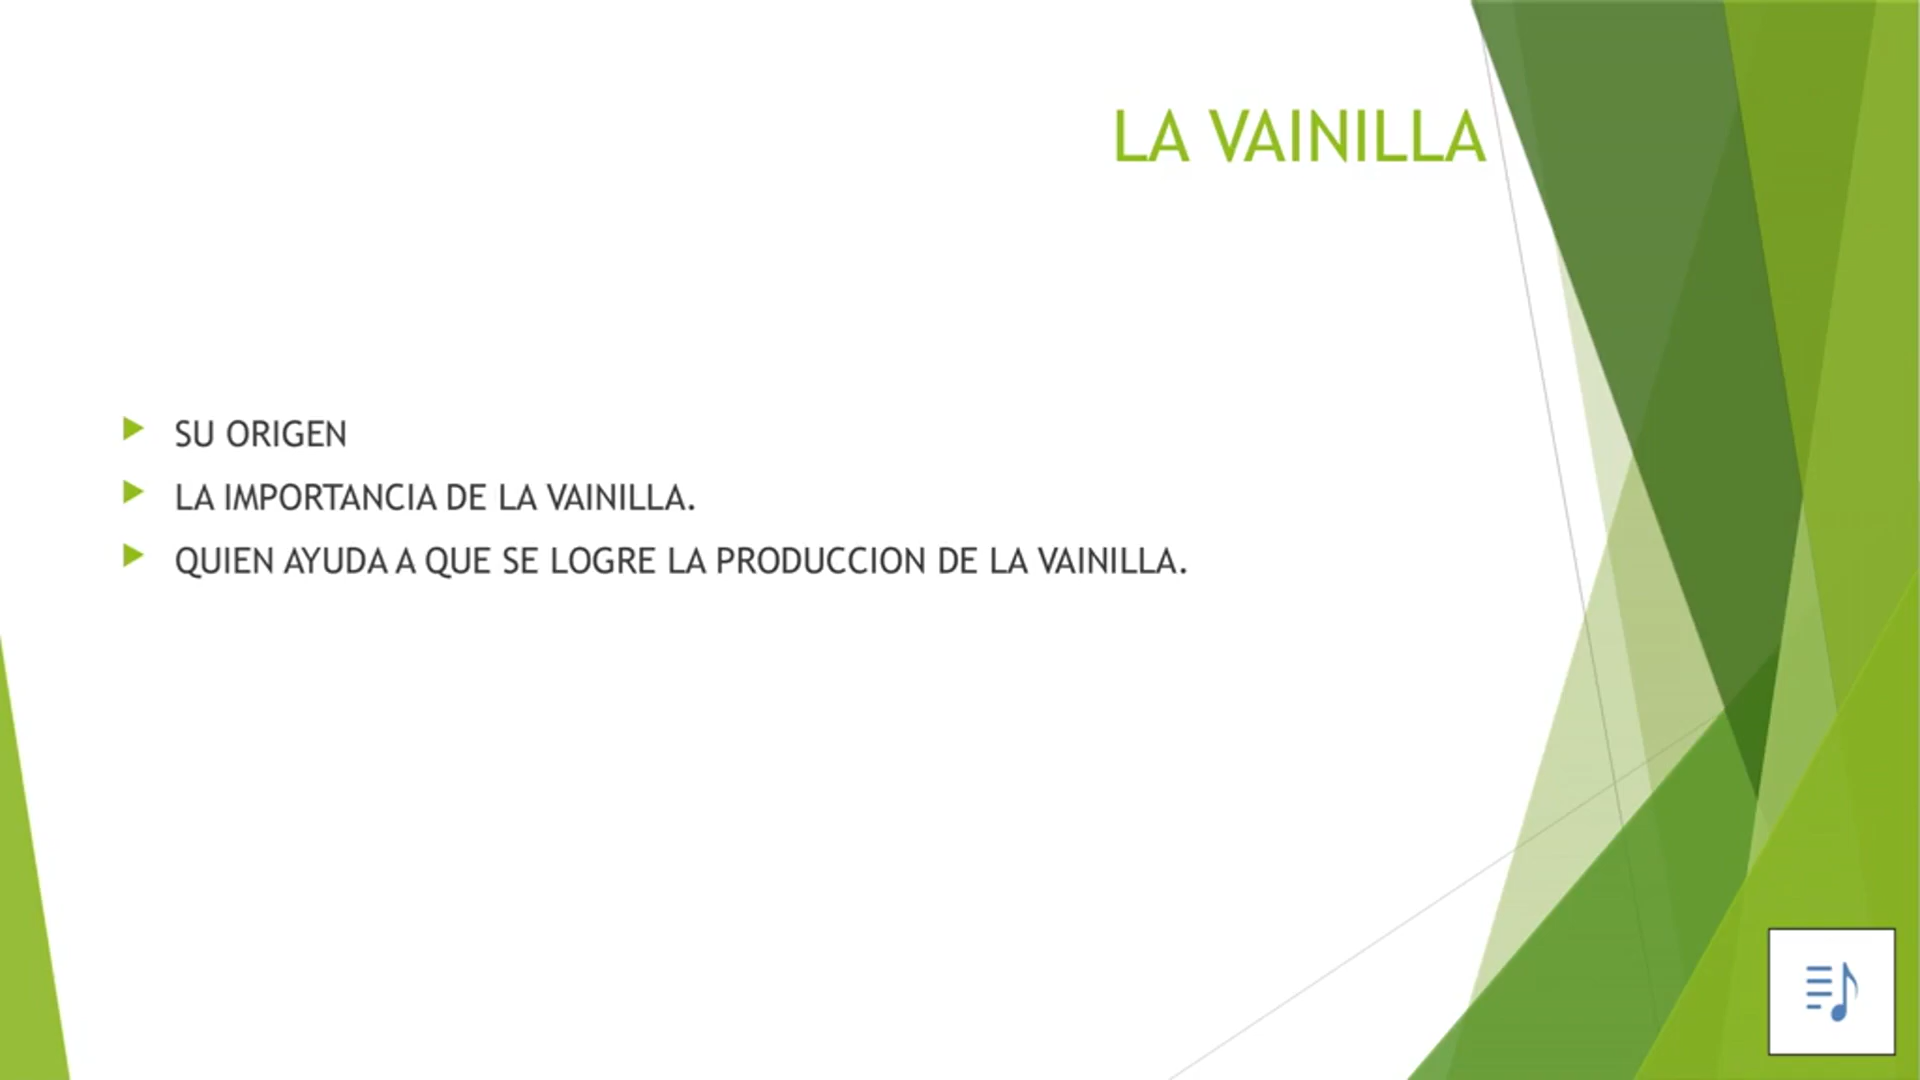 LA VAINILLA
SU ORIGEN
LA IMPORTANCIA DE LA VAINILLA.
QUIEN AYUDA A QUE SE LOGRE LA PRODUCCION DE LA VAINILLA.